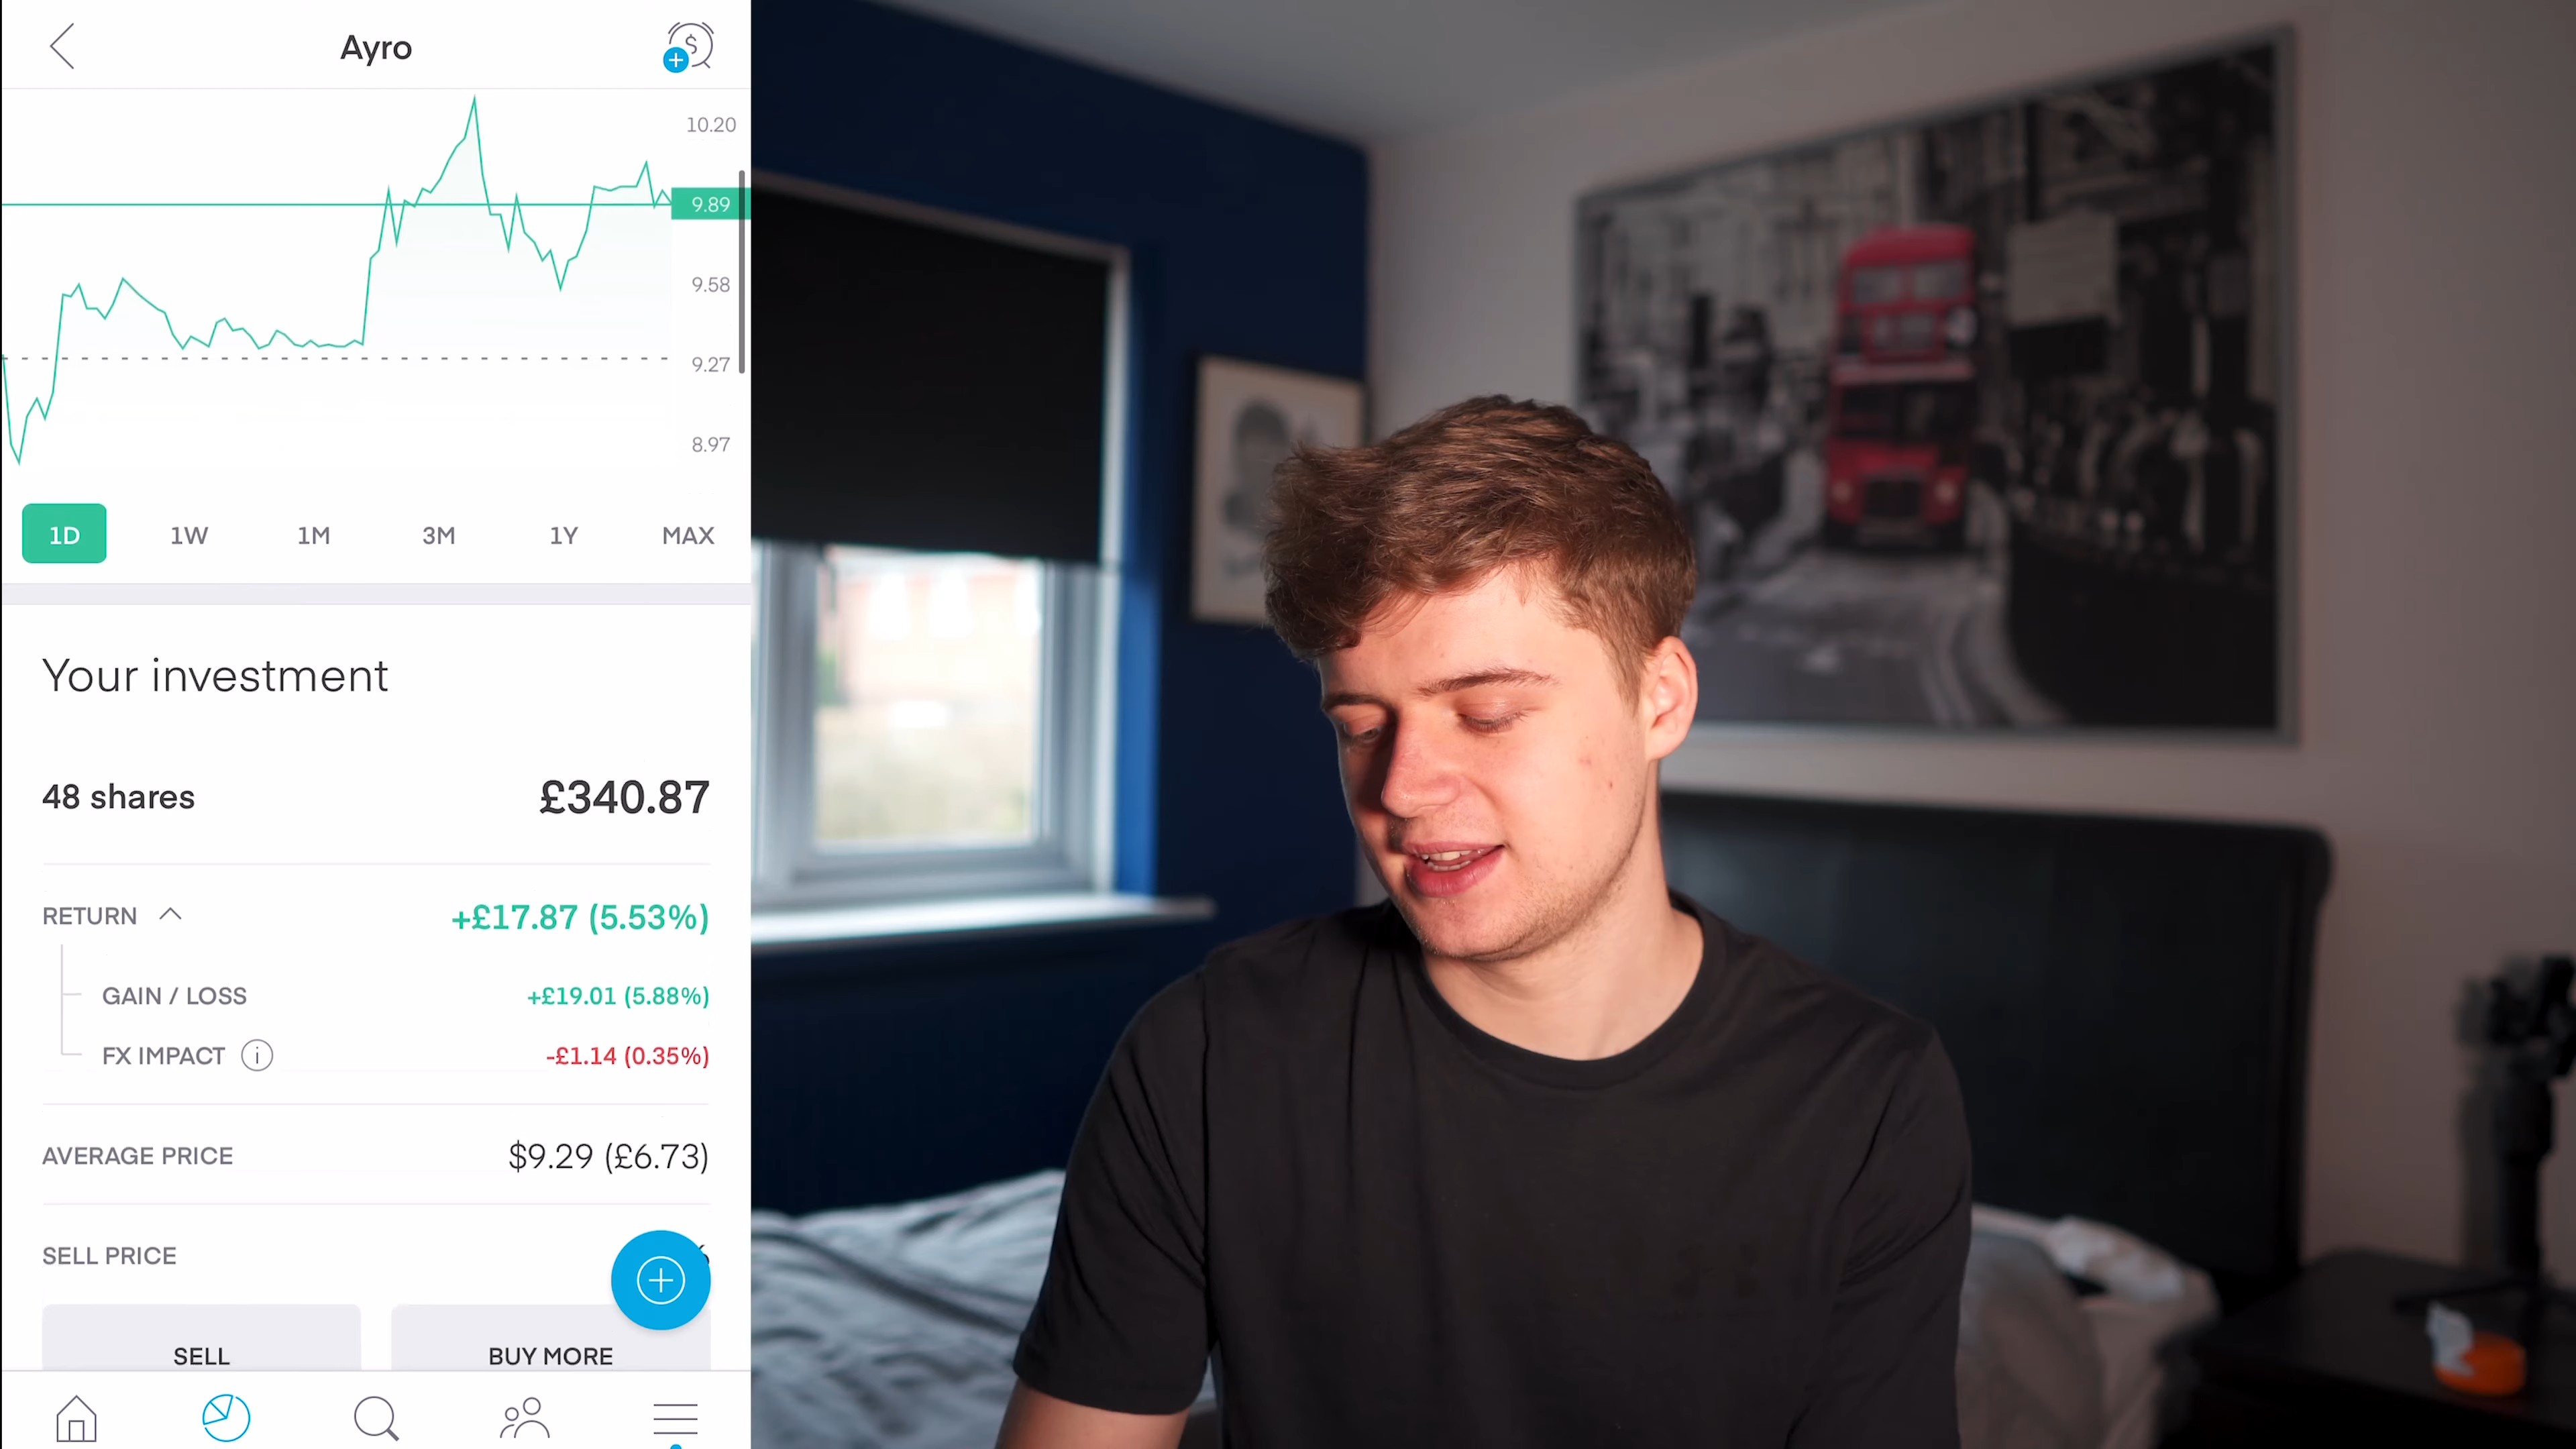 Ayro
$
10.20
9.89
9.58
9.27
8.97
1D 1W 1M 3M 1Y MAX
Your investment
48 shares £340.87
RETURN +£17.87 (5.53%)
GAIN / LOSS +£19.01 (5.88%)
FX IMPACT i -£1.14 (0.35%)
AVERAGE PRICE $9.29 (£6.73)
SELL PRICE
SELL BUY MORE